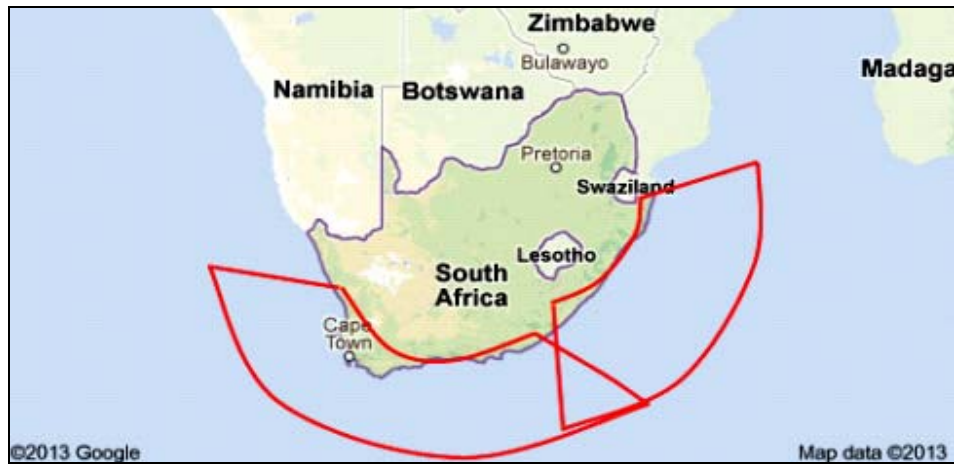 Zimbabwe
Bulawayo
Namibia
Botswana
Madaga
Pretoria
Swaziland
Lesotho
South
Africa
Cape
Town
©2013 Google
Map data ©2013